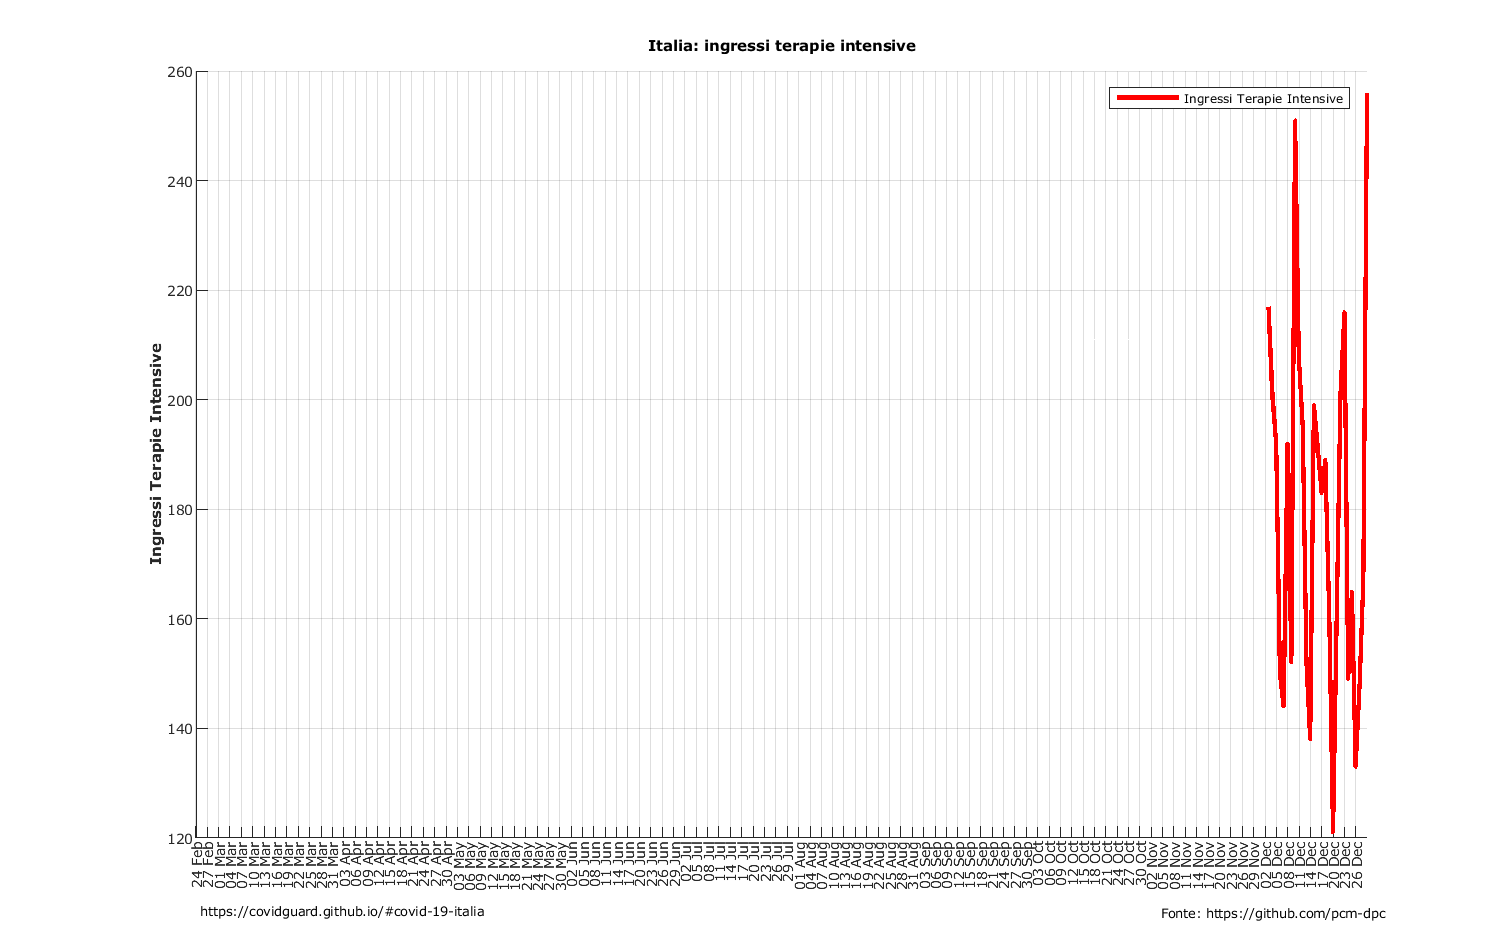 Italia: ingressi terapie intensive
Ingressi Terapie Intensive
Ingressi Terapie Intensive
260
240
220
200
180
160
140
120
24 Feb
27 Feb
01 Mar
04 Mar
07 Mar
10 Mar
13 Mar
16 Mar
19 Mar
22 Mar
25 Mar
28 Mar
31 Mar
03 Apr
06 Apr
09 Apr
12 Apr
15 Apr
18 Apr
21 Apr
24 Apr
27 Apr
30 Apr
03 May
06 May
09 May
12 May
15 May
18 May
21 May
24 May
27 May
30 May
02 Jun
05 Jun
08 Jun
11 Jun
14 Jun
17 Jun
20 Jun
23 Jun
26 Jun
29 Jun
02 Jul
05 Jul
08 Jul
11 Jul
14 Jul
17 Jul
20 Jul
23 Jul
26 Jul
29 Jul
01 Aug
04 Aug
07 Aug
10 Aug
13 Aug
16 Aug
19 Aug
22 Aug
25 Aug
28 Aug
31 Aug
03 Sep
06 Sep
09 Sep
12 Sep
15 Sep
18 Sep
21 Sep
24 Sep
27 Sep
30 Sep
03 Oct
06 Oct
09 Oct
12 Oct
15 Oct
18 Oct
21 Oct
24 Oct
27 Oct
30 Oct
02 Nov
05 Nov
08 Nov
11 Nov
14 Nov
17 Nov
20 Nov
23 Nov
26 Nov
29 Nov
02 Dec
05 Dec
08 Dec
11 Dec
14 Dec
17 Dec
20 Dec
23 Dec
26 Dec
https://covidguard.github.io/#covid-19-italia
Fonte: https://github.com/pcm-dpc